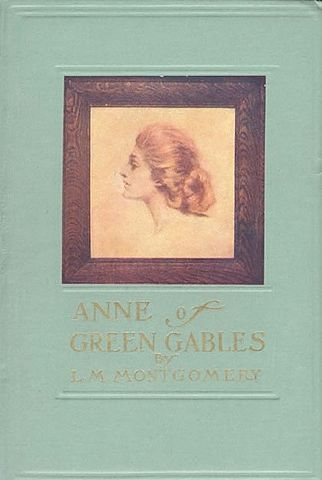 ANNE of
GREEN GABLES
BY
L. M. MONTGOMERY